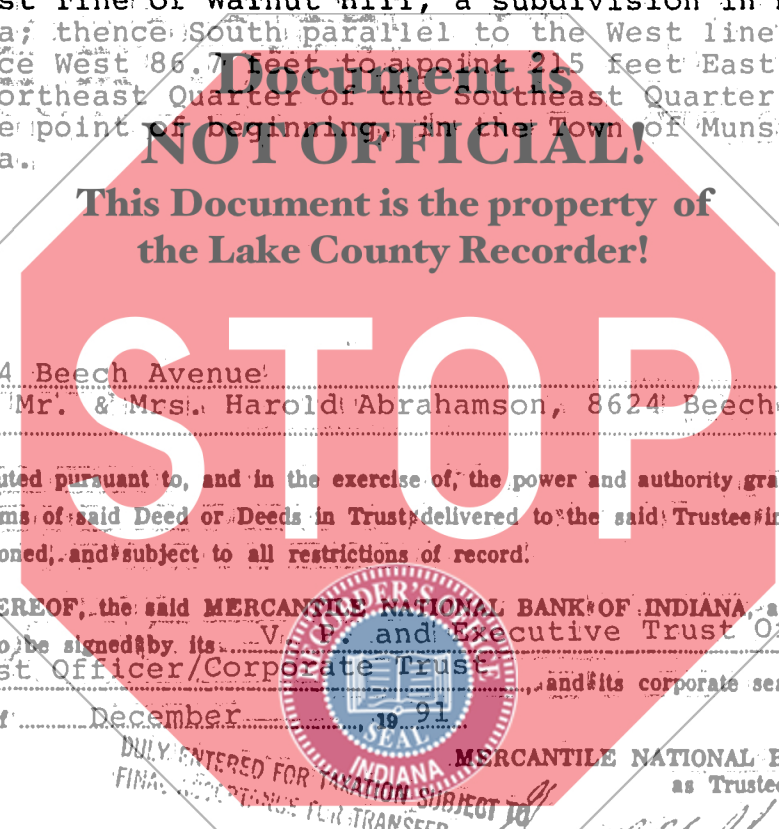 line of Walnut Hill, a subdivision in
a; thence South parallel to the West line
West 86.7 feet to a point 215 feet East
Quarter of the Southeast Quarter
point of beginning, in the Town of Muns
a.
Document is
NOT OFFICIAL!
This Document is the property of
the Lake County Recorder!
STOP
4 Beech Avenue
Mr. & Mrs. Harold Abrahamson, 8624 Beech
uted pursuant to, and in the exercise of, the power and authority gra
ms of said Deed or Deeds in Trust delivered to the said Trustee in
oned, and subject to all restrictions of record.
EREOF, the said MERCANTILE NATIONAL BANK OF INDIANA, a
o be signed by its V. P. and Executive Trust O
st Officer/Corporate Trust , and its corporate sea
f December , 19 91
RECORDER'S OFFICE
SEAL
INDIANA
DULY ENTERED FOR TAXATION SUBJECT TO
FINAL ACCEPTANCE FOR TRANSFER
MERCANTILE NATIONAL B
as Trustee